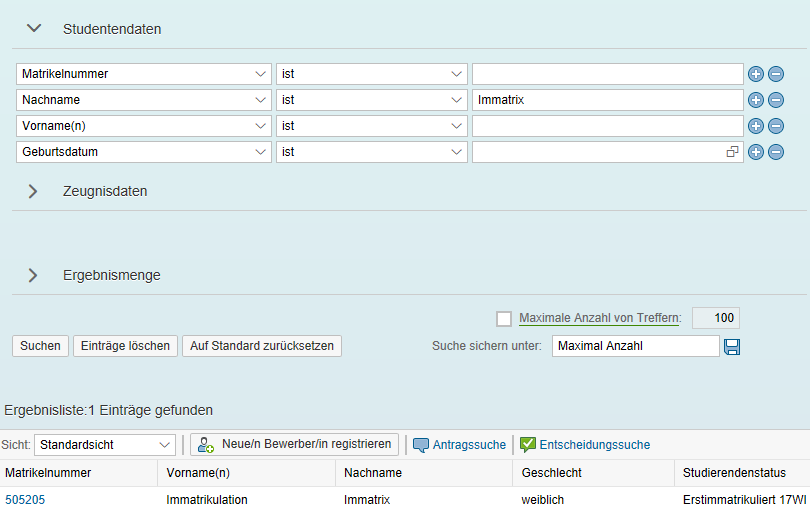 Studentendaten
Matrikelnummer ist
Nachname ist Immatrix
Vorname(n) ist
Geburtsdatum ist
Zeugnisdaten
Ergebnismenge
Maximale Anzahl von Treffern: 100
Suchen Einträge löschen Auf Standard zurücksetzen Suche sichern unter: Maximal Anzahl
Ergebnisliste:1 Einträge gefunden
Sicht: Standardsicht Neue/n Bewerber/in registrieren Antragssuche Entscheidungssuche
Matrikelnummer Vorname(n) Nachname Geschlecht Studierendenstatus
505205 Immatrikulation Immatrix weiblich Erstimmatrikuliert 17WI